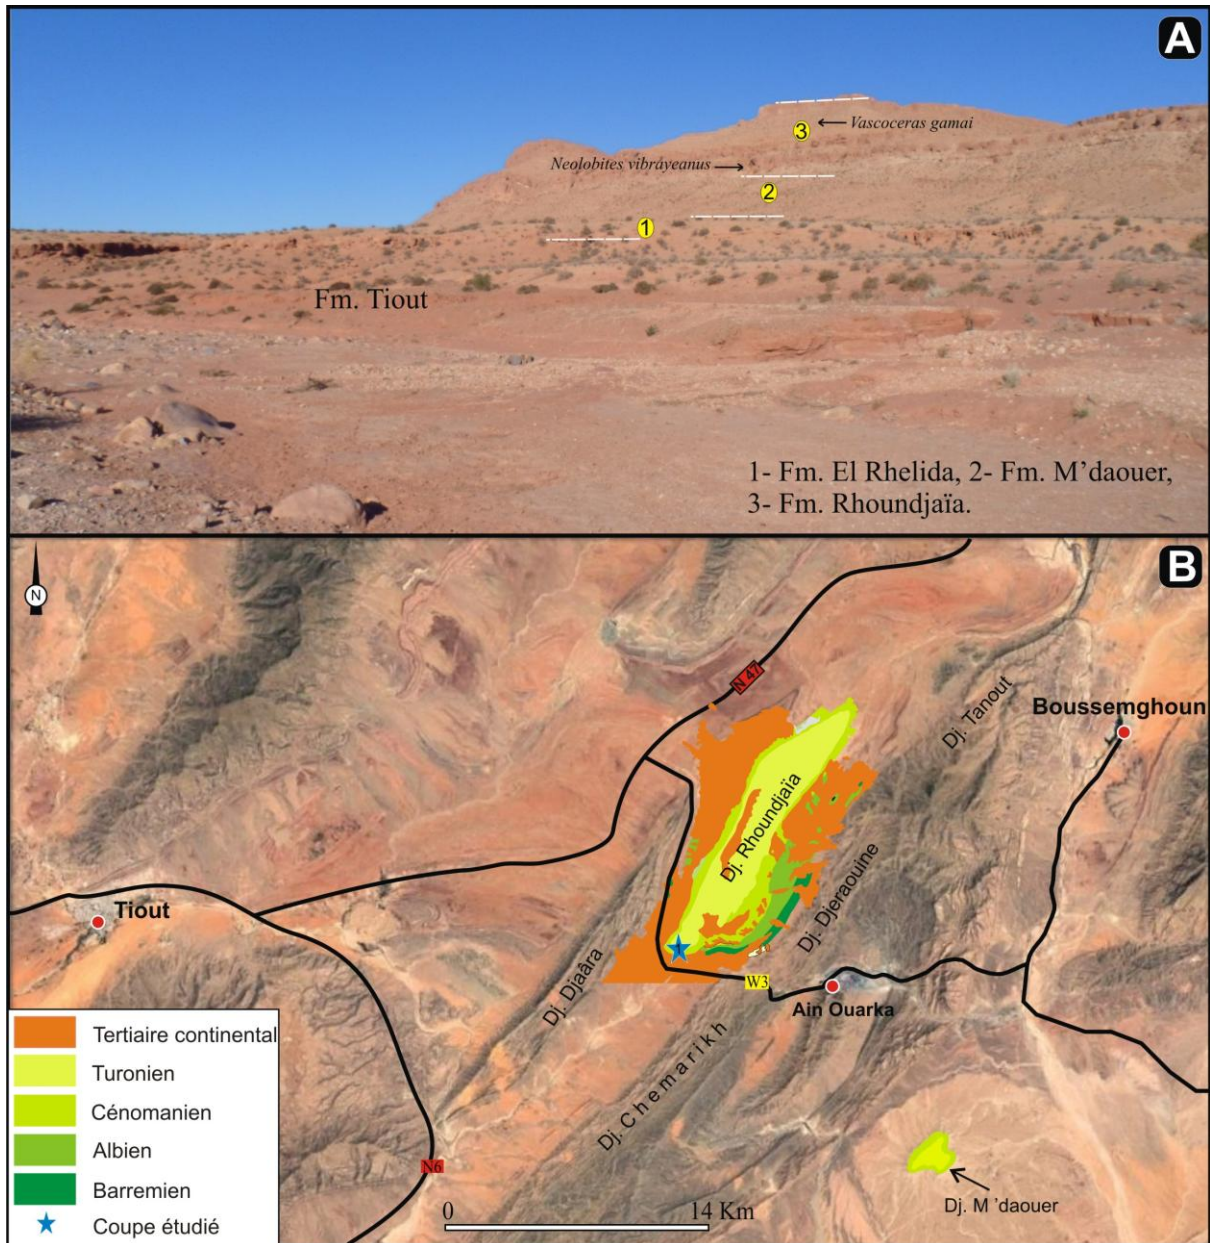 A
3
Vascoceras gamai
Neolobites vibrayeanus
2
1
Fm. Tiout
1- Fm. El Rhelida, 2- Fm. M'daouer,
3- Fm. Rhoundjaïa.
B
N
N 47
Dj. Tanout
Boussemghoun
Dj. Rhoundjaïa
Dj. Djeraouine
Tiout
Dj. Djaâra
W3
Ain Ouarka
Dj. Chemarikh
N6
Dj. M 'daouer
Tertiaire continental
Turonien
Cénomanien
Albien
Barremien
Coupe étudié
0 14 Km